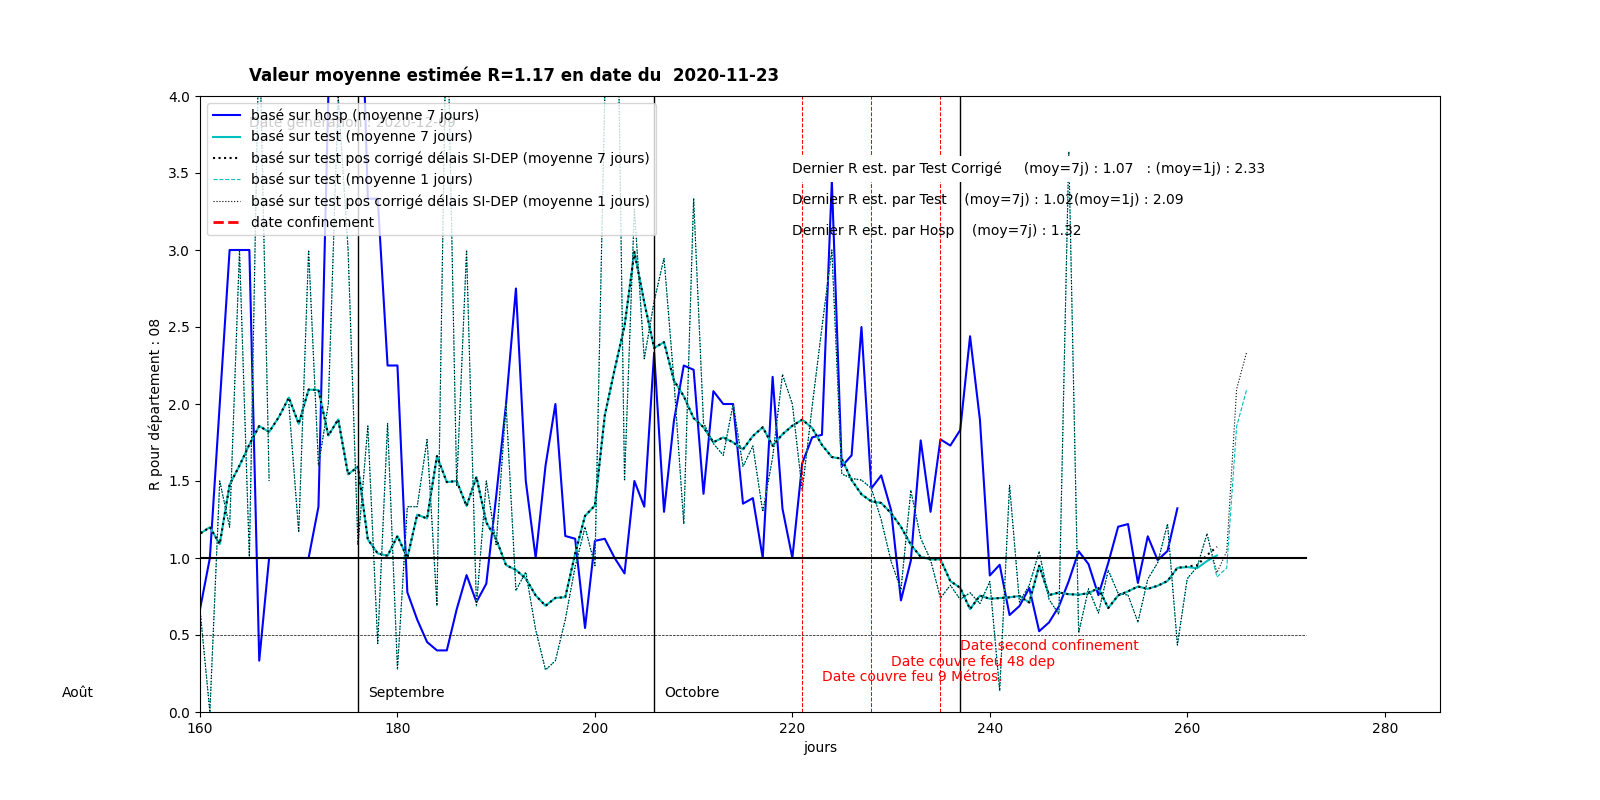 Valeur moyenne estimée R=1.17 en date du  2020-11-23
4.0
3.5
3.0
2.5
2.0
1.5
1.0
0.5
0.0
R pour département : 08
basé sur hosp (moyenne 7 jours)
Date génération : 2020-12-09
basé sur test (moyenne 7 jours)
basé sur test pos corrigé délais SI-DEP (moyenne 7 jours)
basé sur test (moyenne 1 jours)
basé sur test pos corrigé délais SI-DEP (moyenne 1 jours)
date confinement
Dernier R est. par Test Corrigé     (moy=7j) : 1.07   : (moy=1j) : 2.33
Dernier R est. par Test    (moy=7j) : 1.02(moy=1j) : 2.09
Dernier R est. par Hosp    (moy=7j) : 1.32
Date second confinement
Date couvre feu 48 dep
Date couvre feu 9 Métros
Août
Septembre
Octobre
160
180
200
220
240
260
280
jours